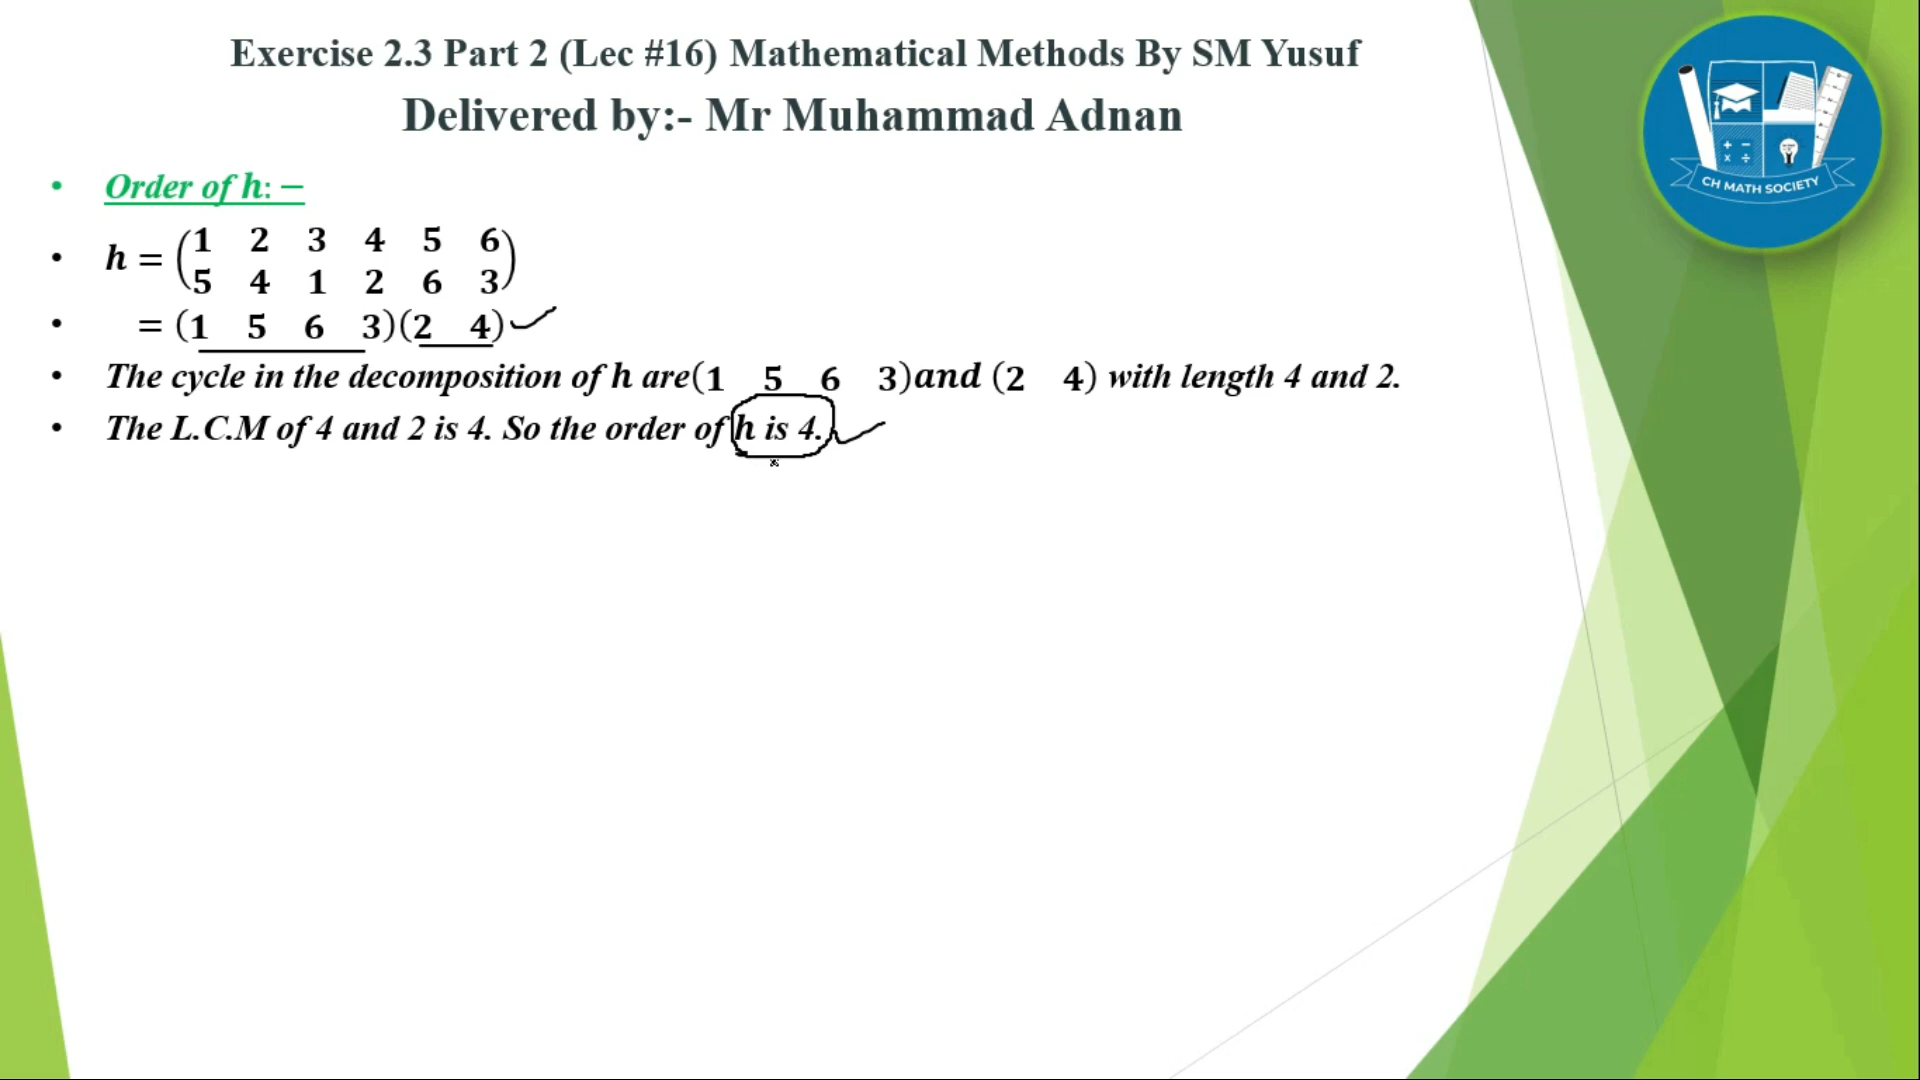 Exercise 2.3 Part 2 (Lec #16) Mathematical Methods By SM Yusuf
Delivered by:- Mr Muhammad Adnan
CH MATH SOCIETY
• Order of h: −
• h = (1 2 3 4 5 6
5 4 1 2 6 3)
• = (1 5 6 3)(2 4)
• The cycle in the decomposition of h are(1 5 6 3)and (2 4) with length 4 and 2.
• The L.C.M of 4 and 2 is 4. So the order of h is 4.